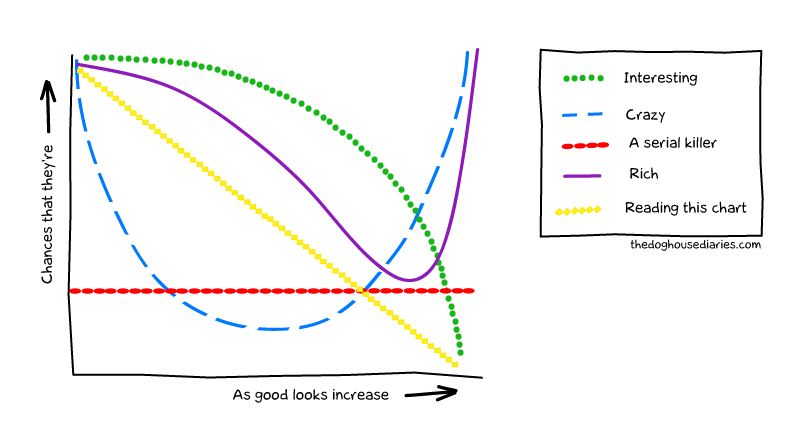 Chances that they're
As good looks increase
Interesting
Crazy
A serial killer
Rich
Reading this chart
thedoghousediaries.com